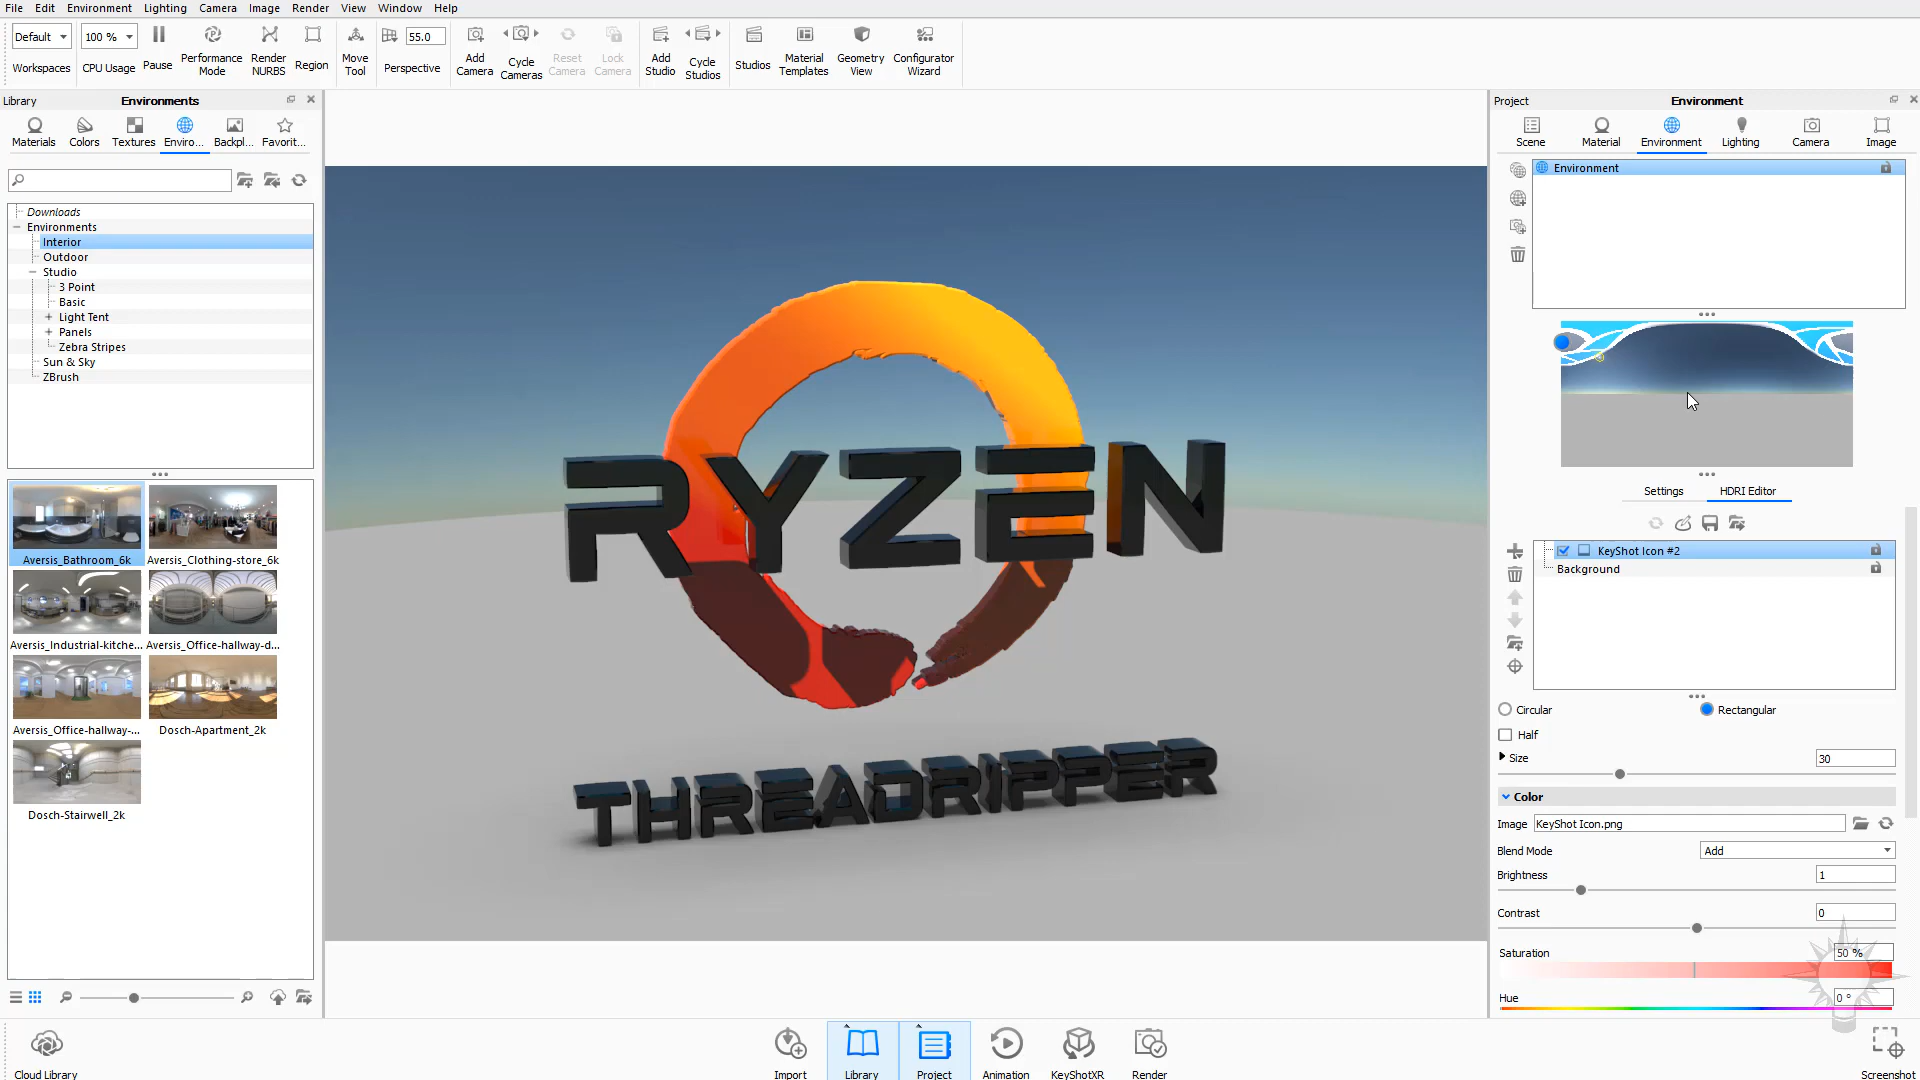 File Edit Environment Lighting Camera Image Render View Window Help
Default 100 % 55.0
Workspaces CPU Usage Pause Performance Mode Render NURBS Region Move Tool Perspective Add Camera Cycle Cameras Reset Camera Lock Camera Add Studio Cycle Studios Studios Material Templates Geometry View Configurator Wizard
Library Environments
Materials Colors Textures Enviro... Backpl... Favorit...
Downloads
Environments
Interior
Outdoor
Studio
3 Point
Basic
Light Tent
Panels
Zebra Stripes
Sun & Sky
ZBrush
Aversis_Bathroom_6k Aversis_Clothing-store_6k
Aversis_Industrial-kitche... Aversis_Office-hallway-d...
Aversis_Office-hallway-... Dosch-Apartment_2k
Dosch-Stairwell_2k
RYZEN
THREADRIPPER
Project Environment
Scene Material Environment Lighting Camera Image
Environment
Settings HDRI Editor
KeyShot Icon #2
Background
Circular Rectangular
Half
Size 30
Color
Image KeyShot Icon.png
Blend Mode Add
Brightness 1
Contrast 0
Saturation 50 %
Hue 0 °
Cloud Library Import Library Project Animation KeyShotXR Render Screenshot